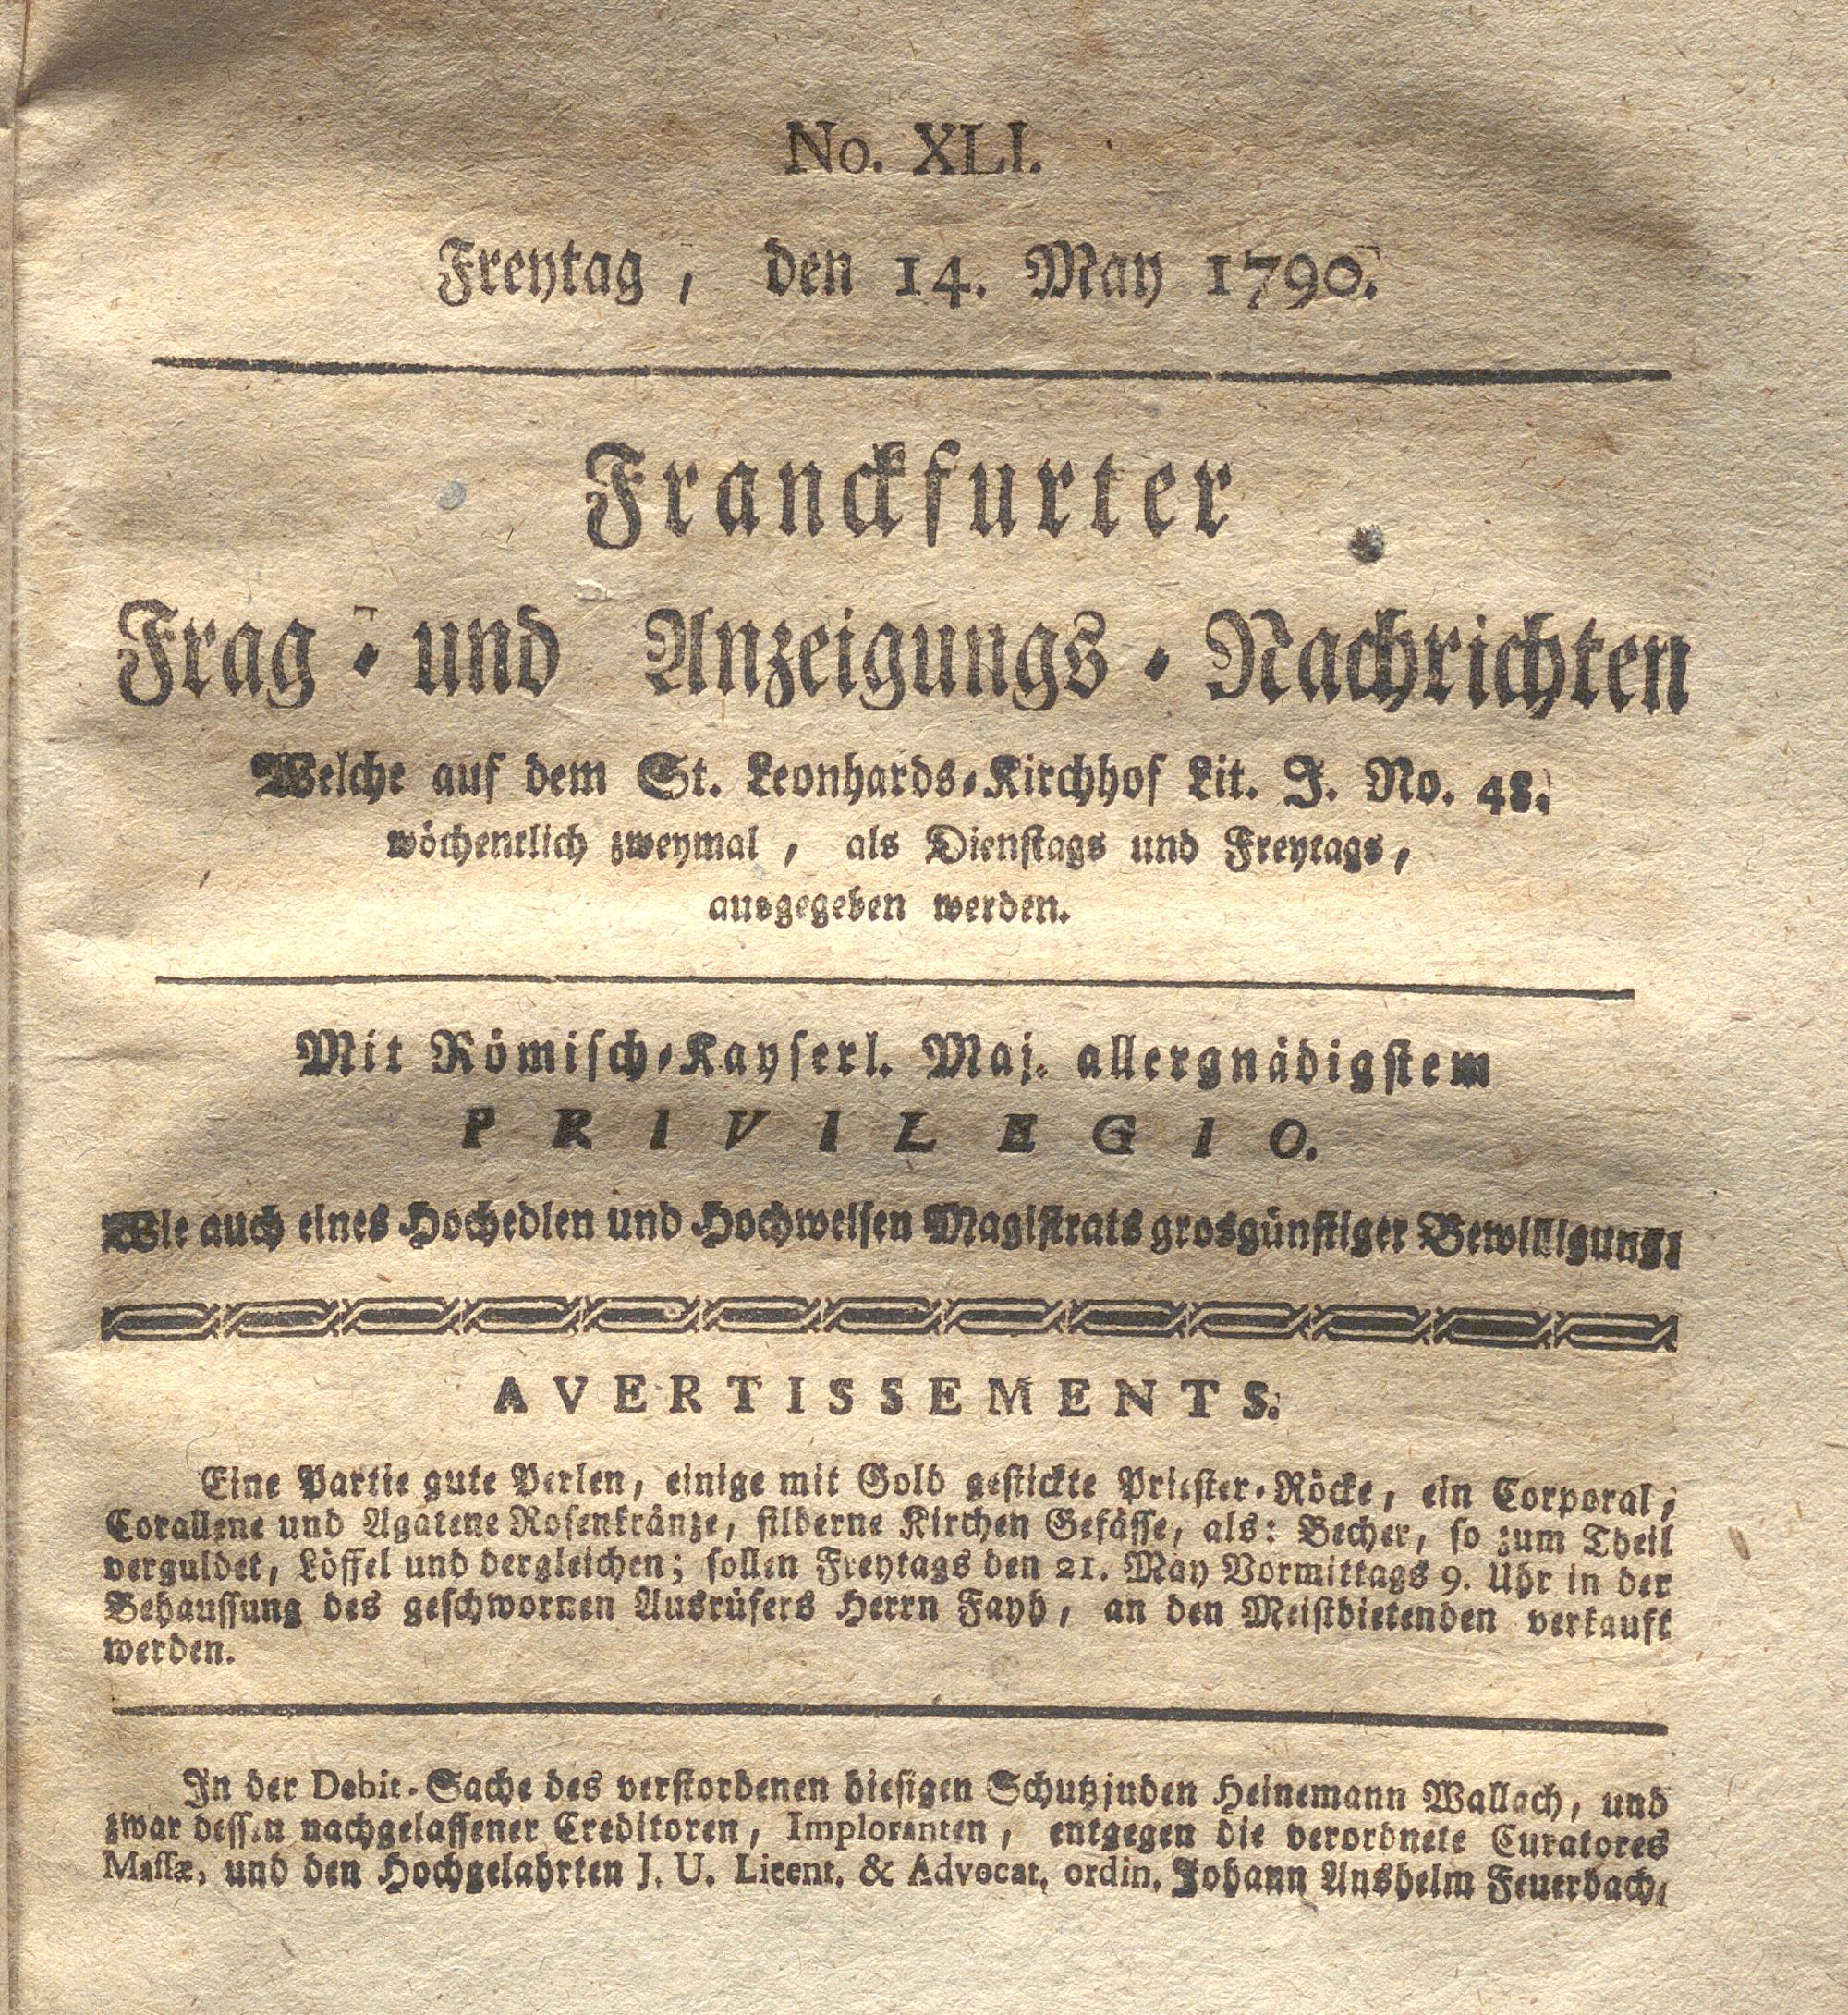 No. XLI.
Freytag, den 14. May 1790.
Franckfurter
Frag- und Anzeigungs-Nachrichten
Welche auf dem St. Leonhards-Kirchhof Lit. J. No. 48.
wöchentlich zweymal, als Dienstags und Freytags,
ausgegeben werden.
Mit Römisch-Kayserl. Maj. allergnädigstem
PRIVILEGIO.
Wie auch eines Hochedlen und Hochweisen Magistrats grosgünstiger Bewilligung.
AVERTISSEMENTS.
Eine Partie gute Perlen, einige mit Gold gestickte Priester-Röcke, ein Corporal,
Corallene und Agatene Rosenkränze, silberne Kirchen Gefässe, als: Becher, so zum Theil
verguldet, Löffel und dergleichen; sollen Freytags den 21. May Vormittags 9. Uhr in der
Behaussung des geschwornen Ausrüfers Herrn Fayh, an den Meistbietenden verkauft
werden.
In der Debit-Sache des verstorbenen hiesigen Schutzjuden Heinemann Wallach, und
zwar dessen nachgelassener Creditoren, Imploranten, entgegen die verordnete Curatores
Massæ, und den Hochgelahrten J. U. Licent. & Advocat. ordin. Johann Anshelm Feuerbach,